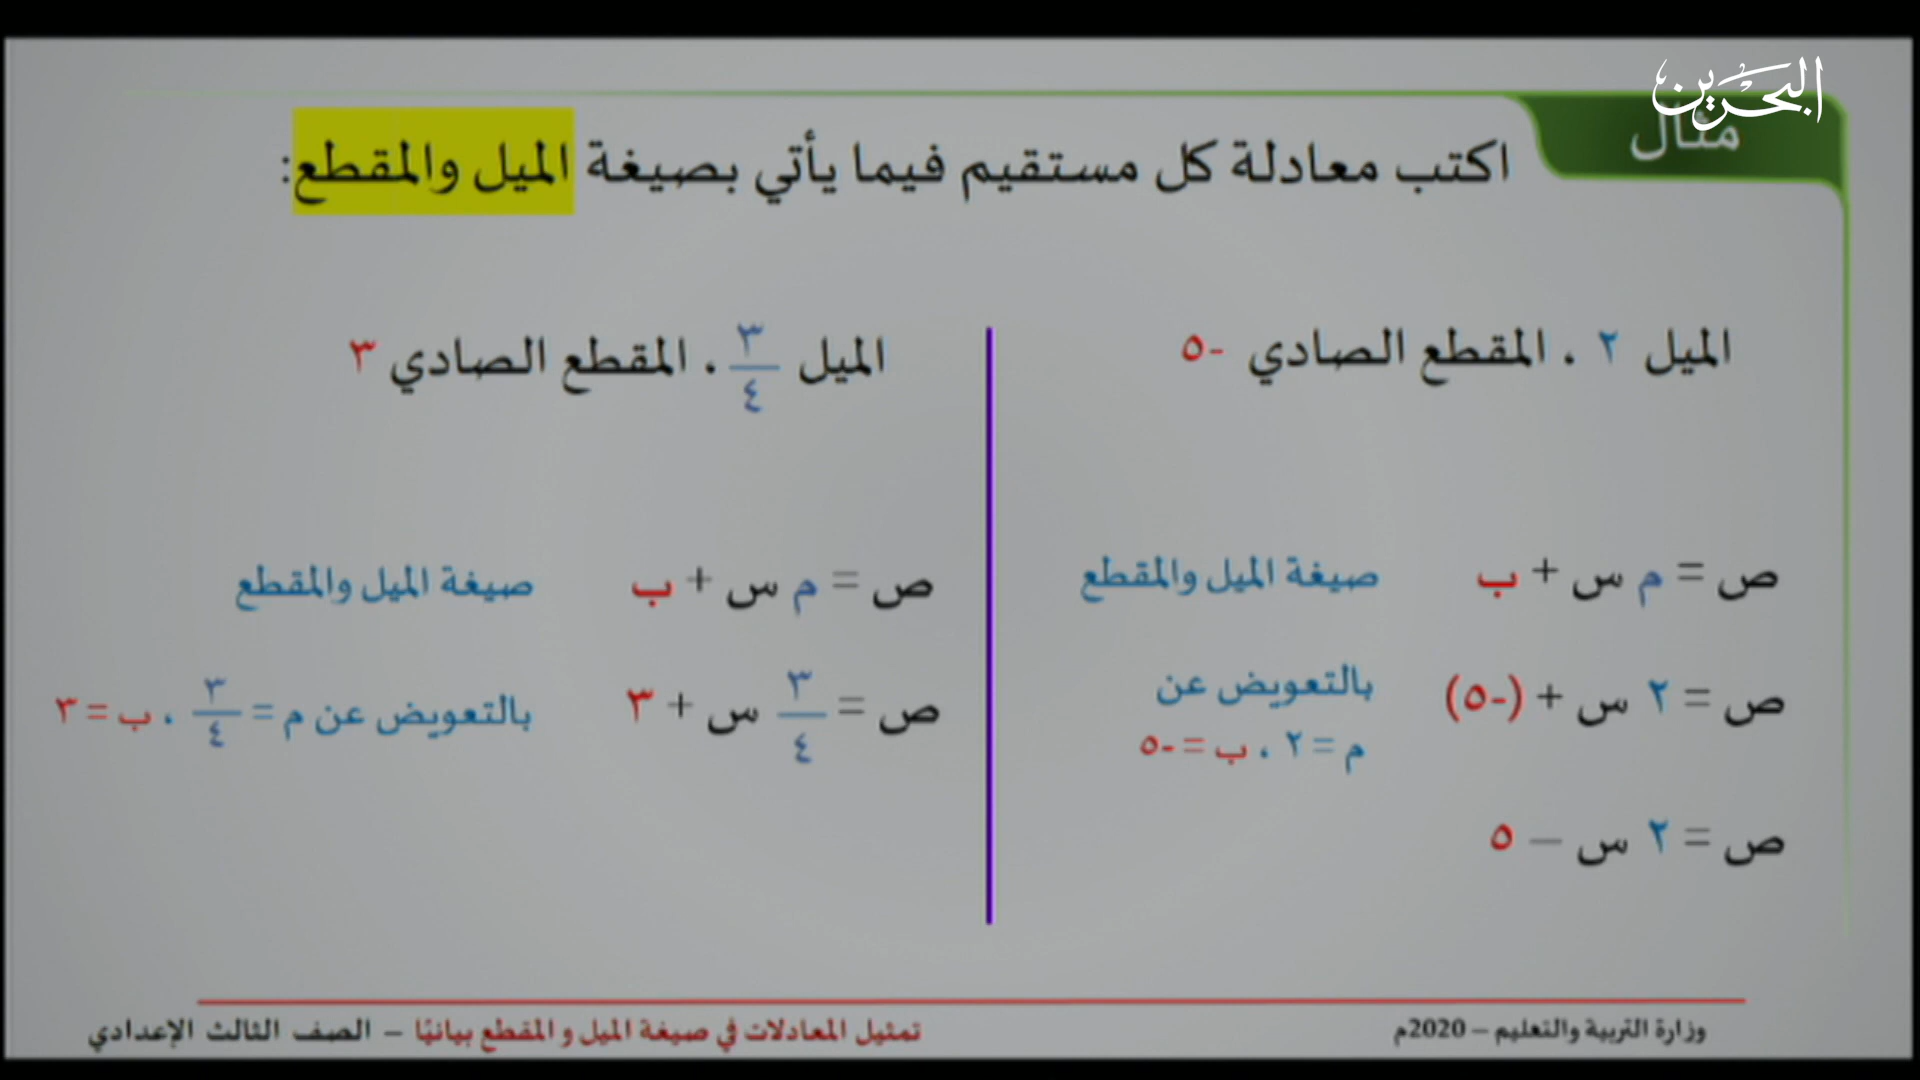 البحرين
مثال
اكتب معادلة كل مستقيم فيما يأتي بصيغة الميل والمقطع:
الميل ٢ ، المقطع الصادي -٥
ص = م س + ب صيغة الميل والمقطع
ص = ٢ س + (-٥) بالتعويض عن
م = ٢ ، ب = -٥
ص = ٢ س – ٥
الميل ٣/٤ ، المقطع الصادي ٣
ص = م س + ب صيغة الميل والمقطع
ص = ٣/٤ س + ٣ بالتعويض عن م = ٣/٤ ، ب = ٣
وزارة التربية والتعليم – 2020م
تمثيل المعادلات في صيغة الميل و المقطع بيانيًا – الصف الثالث الإعدادي